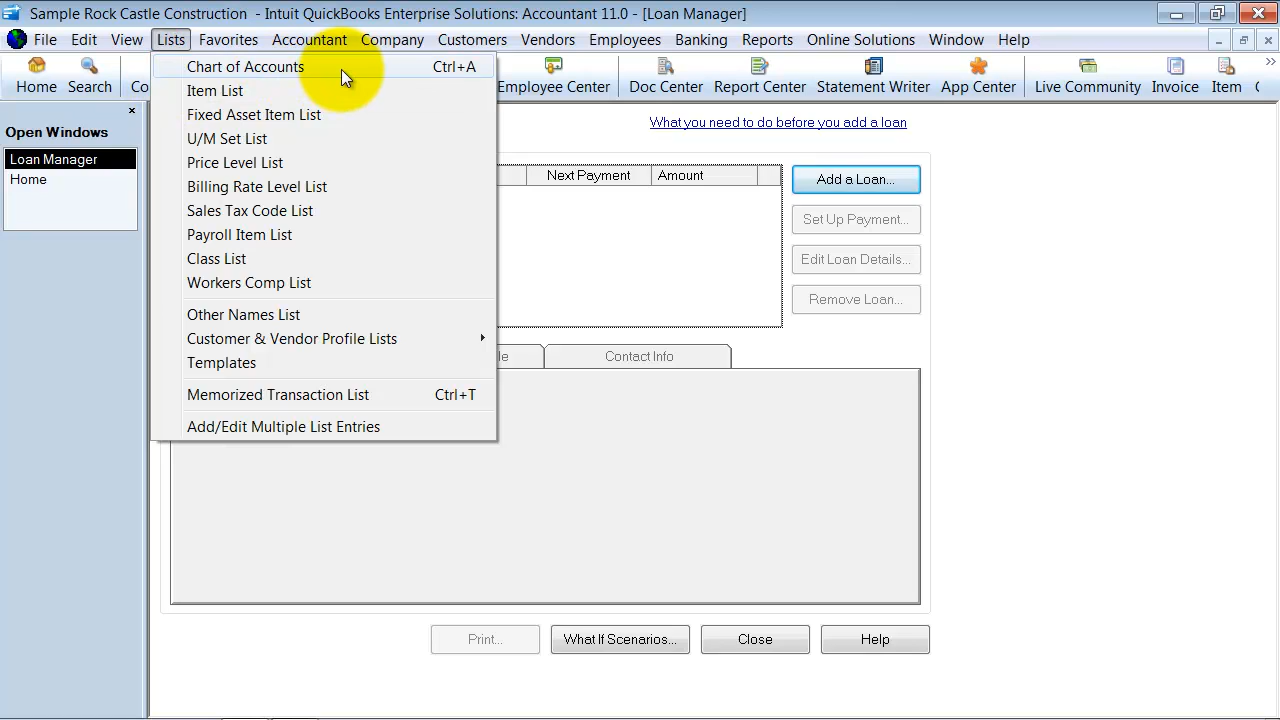 Sample Rock Castle Construction - Intuit QuickBooks Enterprise Solutions: Accountant 11.0 - [Loan Manager]
File Edit View Lists Favorites Accountant Company Customers Vendors Employees Banking Reports Online Solutions Window Help
Home Search Co Employee Center Doc Center Report Center Statement Writer App Center Live Community Invoice Item
Chart of Accounts Ctrl+A
Item List
Fixed Asset Item List
U/M Set List
Price Level List
Billing Rate Level List
Sales Tax Code List
Payroll Item List
Class List
Workers Comp List
Other Names List
Customer & Vendor Profile Lists
Templates
Memorized Transaction List Ctrl+T
Add/Edit Multiple List Entries
Open Windows
Loan Manager
Home
What you need to do before you add a loan
Next Payment Amount
Add a Loan...
Set Up Payment...
Edit Loan Details...
Remove Loan...
le Contact Info
Print... What If Scenarios... Close Help